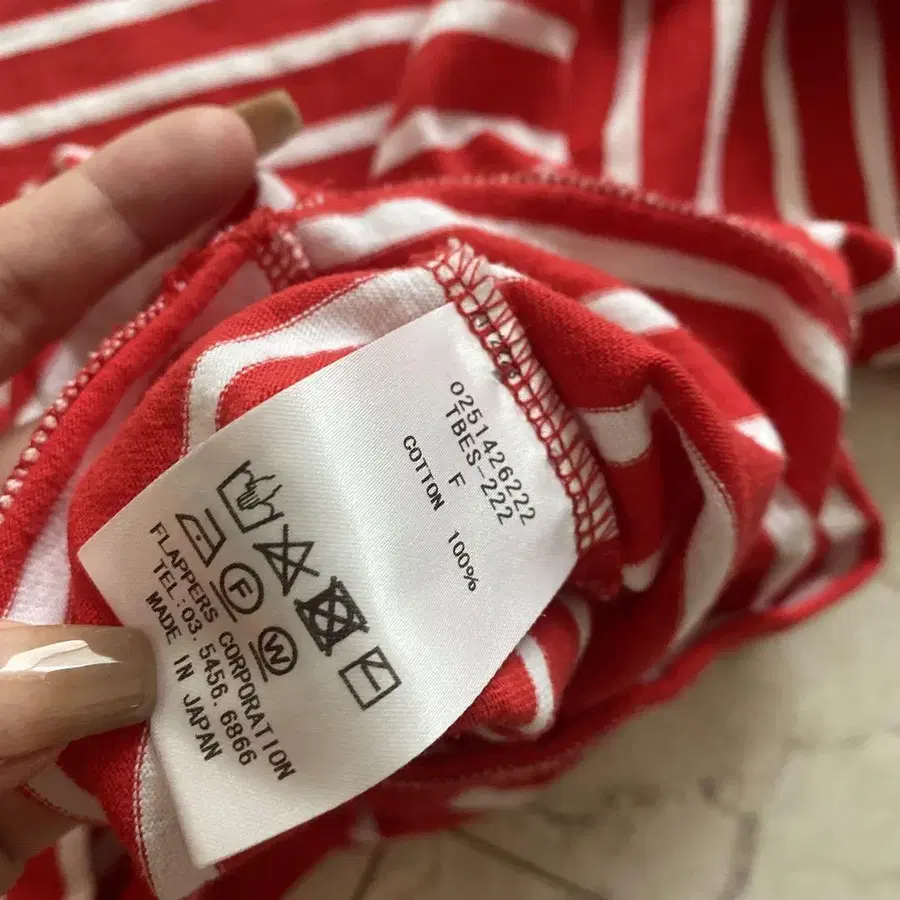 0251426222
TBES-222
F
COTTON 100%
F
W
FLAPPERS CORPORATION
TEL:03.5456.6866
MADE IN JAPAN